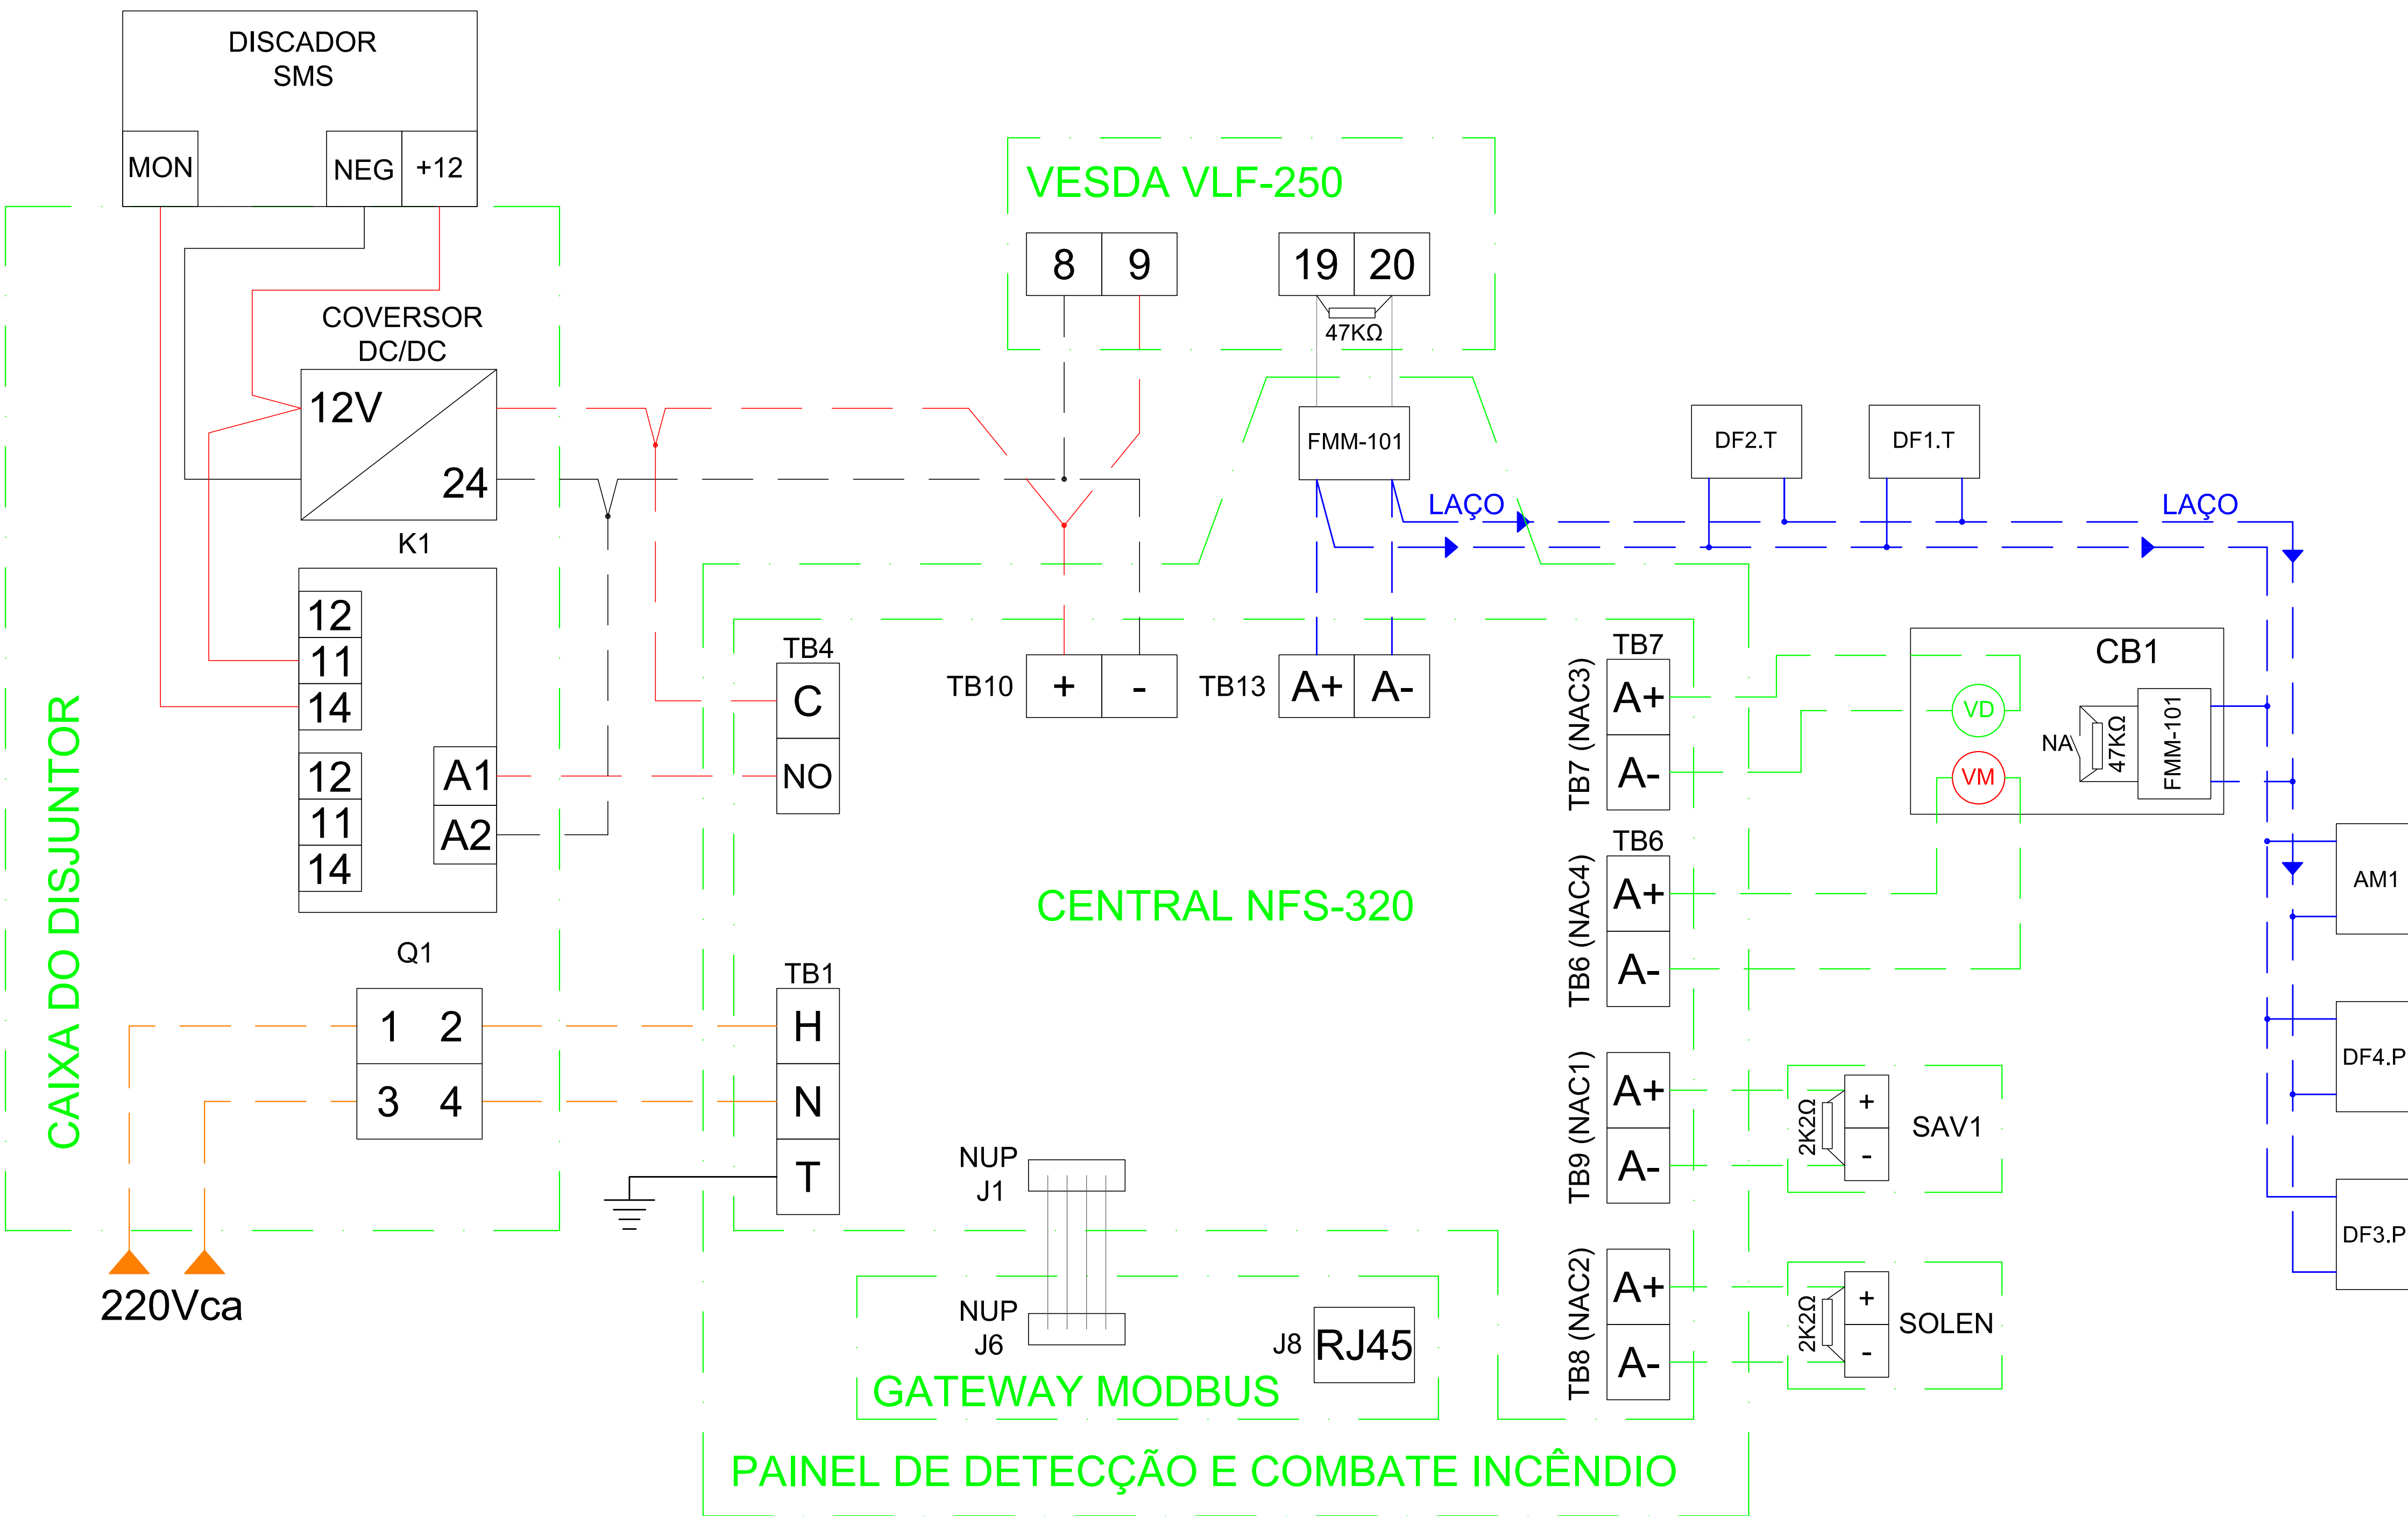 DISCADOR
SMS
MON
NEG
+12
COVERSOR
DC/DC
12V
24
K1
12
11
14
12
11
14
A1
A2
Q1
1 2
3 4
CAIXA DO DISJUNTOR
220Vca
VESDA VLF-250
8
9
19
20
47KΩ
FMM-101
LAÇO
DF2.T
DF1.T
LAÇO
TB4
C
NO
TB10
+
-
TB13
A+
A-
TB7
TB7 (NAC3)
A+
A-
TB6
TB6 (NAC4)
A+
A-
CB1
VD
VM
NA
47KΩ
FMM-101
CENTRAL NFS-320
AM1
DF4.P
DF3.P
TB1
H
N
T
TB9 (NAC1)
A+
A-
2K2Ω
+
-
SAV1
TB8 (NAC2)
A+
A-
2K2Ω
+
-
SOLEN
NUP
J1
NUP
J6
J8
RJ45
GATEWAY MODBUS
PAINEL DE DETECÇÃO E COMBATE INCÊNDIO